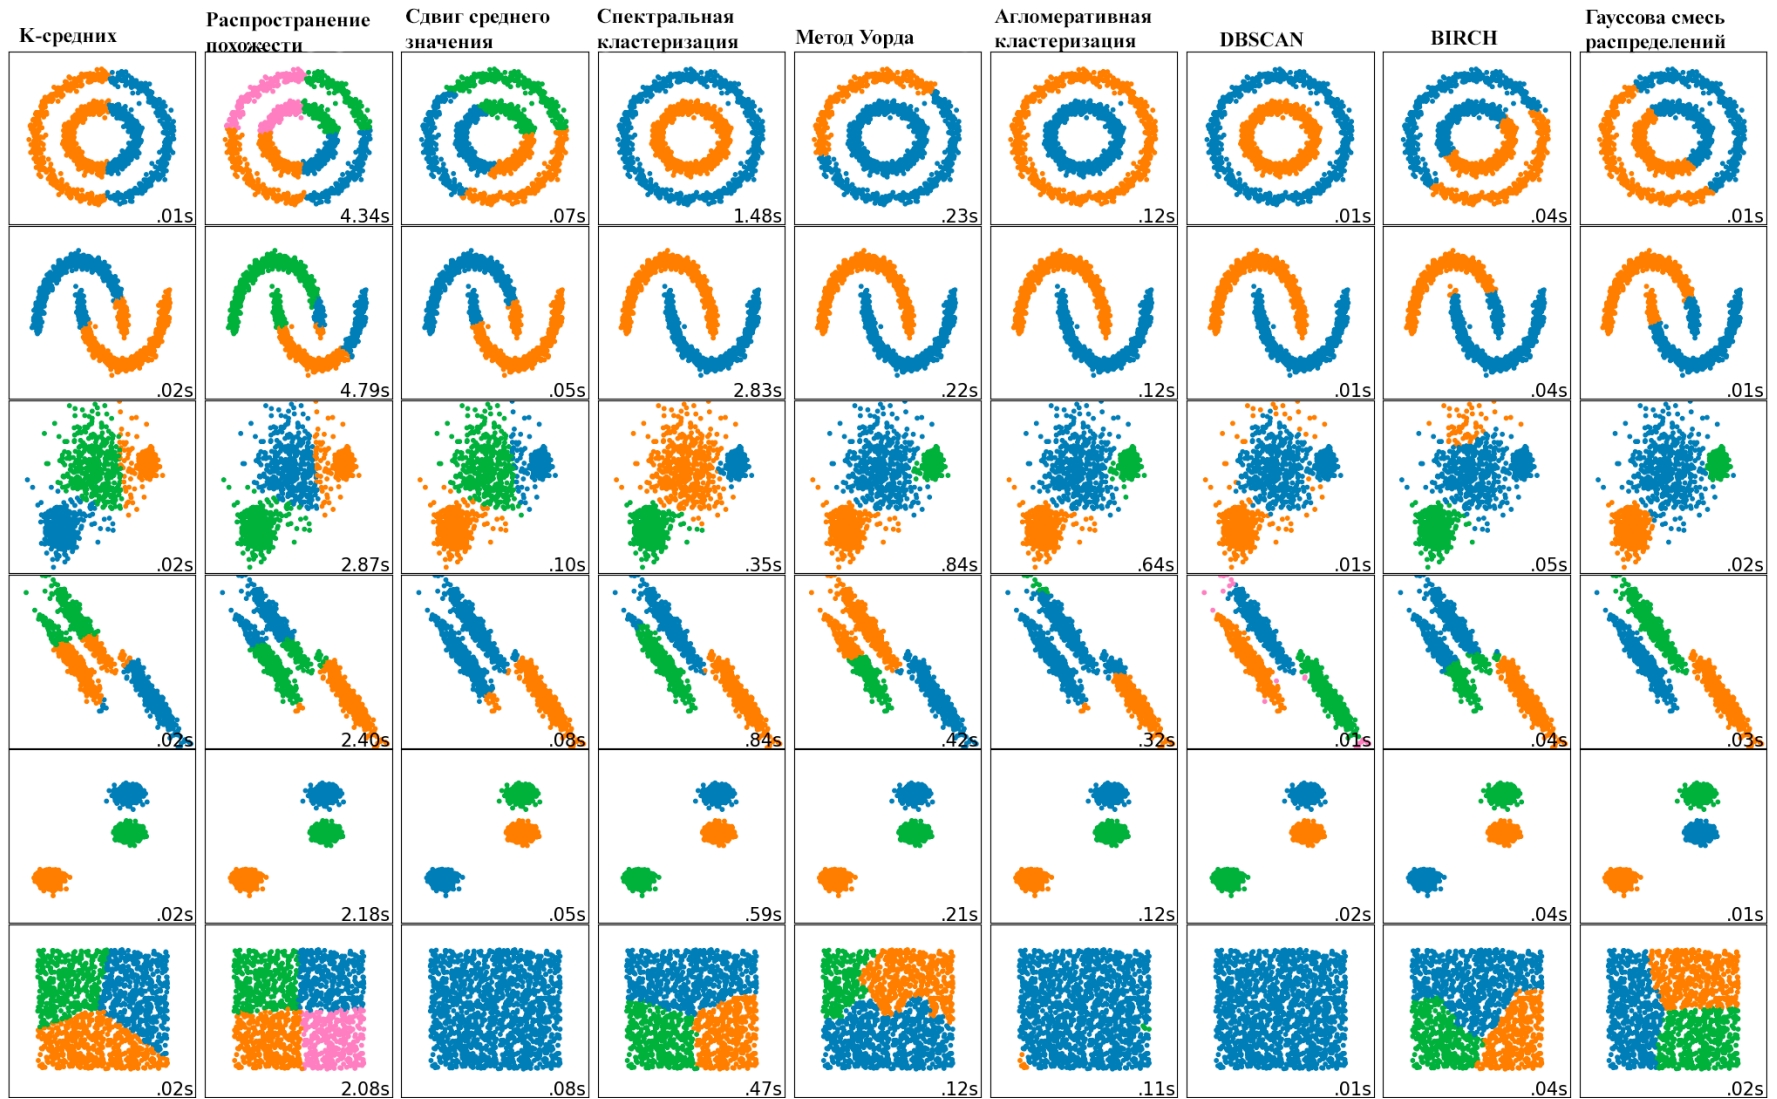 K-средних
Распространение
похожести
Сдвиг среднего
значения
Спектральная
кластеризация
Метод Уорда
Агломеративная
кластеризация
DBSCAN
BIRCH
Гауссова смесь
распределений
.01s
4.34s
.07s
1.48s
.23s
.12s
.01s
.04s
.01s
.02s
4.79s
.05s
2.83s
.22s
.12s
.01s
.04s
.01s
.02s
2.87s
.10s
.35s
.84s
.64s
.01s
.05s
.02s
.02s
2.40s
.08s
.84s
.42s
.32s
.01s
.04s
.03s
.02s
2.18s
.05s
.59s
.21s
.12s
.02s
.04s
.01s
.02s
2.08s
.08s
.47s
.12s
.11s
.01s
.04s
.02s